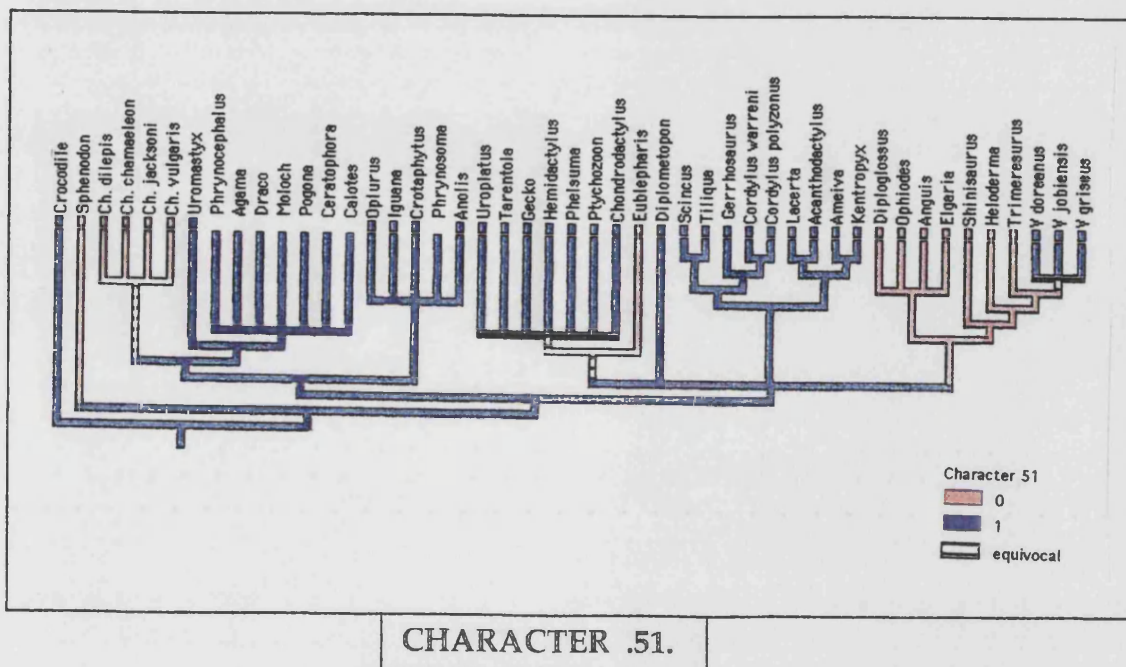 Crocodile
Sphenodon
Ch. dilepis
Ch. chamaeleon
Ch. jacksoni
Ch. vulgaris
Uromastyx
Phrynocephalus
Agama
Draco
Moloch
Pogona
Ceratophora
Calotes
Oplurus
Iguana
Crotaphytus
Phrynosoma
Anolis
Uroplatus
Tarentola
Gecko
Hemidactylus
Phelsuma
Ptychozoon
Chondrodactylus
Eublepharis
Diplometopon
Scincus
Tiliqua
Gerrhosaurus
Cordylus warreni
Cordylus polyzonus
Lacerta
Acanthodactylus
Ameiva
Kentropyx
Diploglossus
Ophiodes
Anguis
Elgaria
Shinisaurus
Heloderma
Trimeresurus
V doreanus
V jobiensis
V griseus
Character 51
0
1
equivocal
CHARACTER .51.